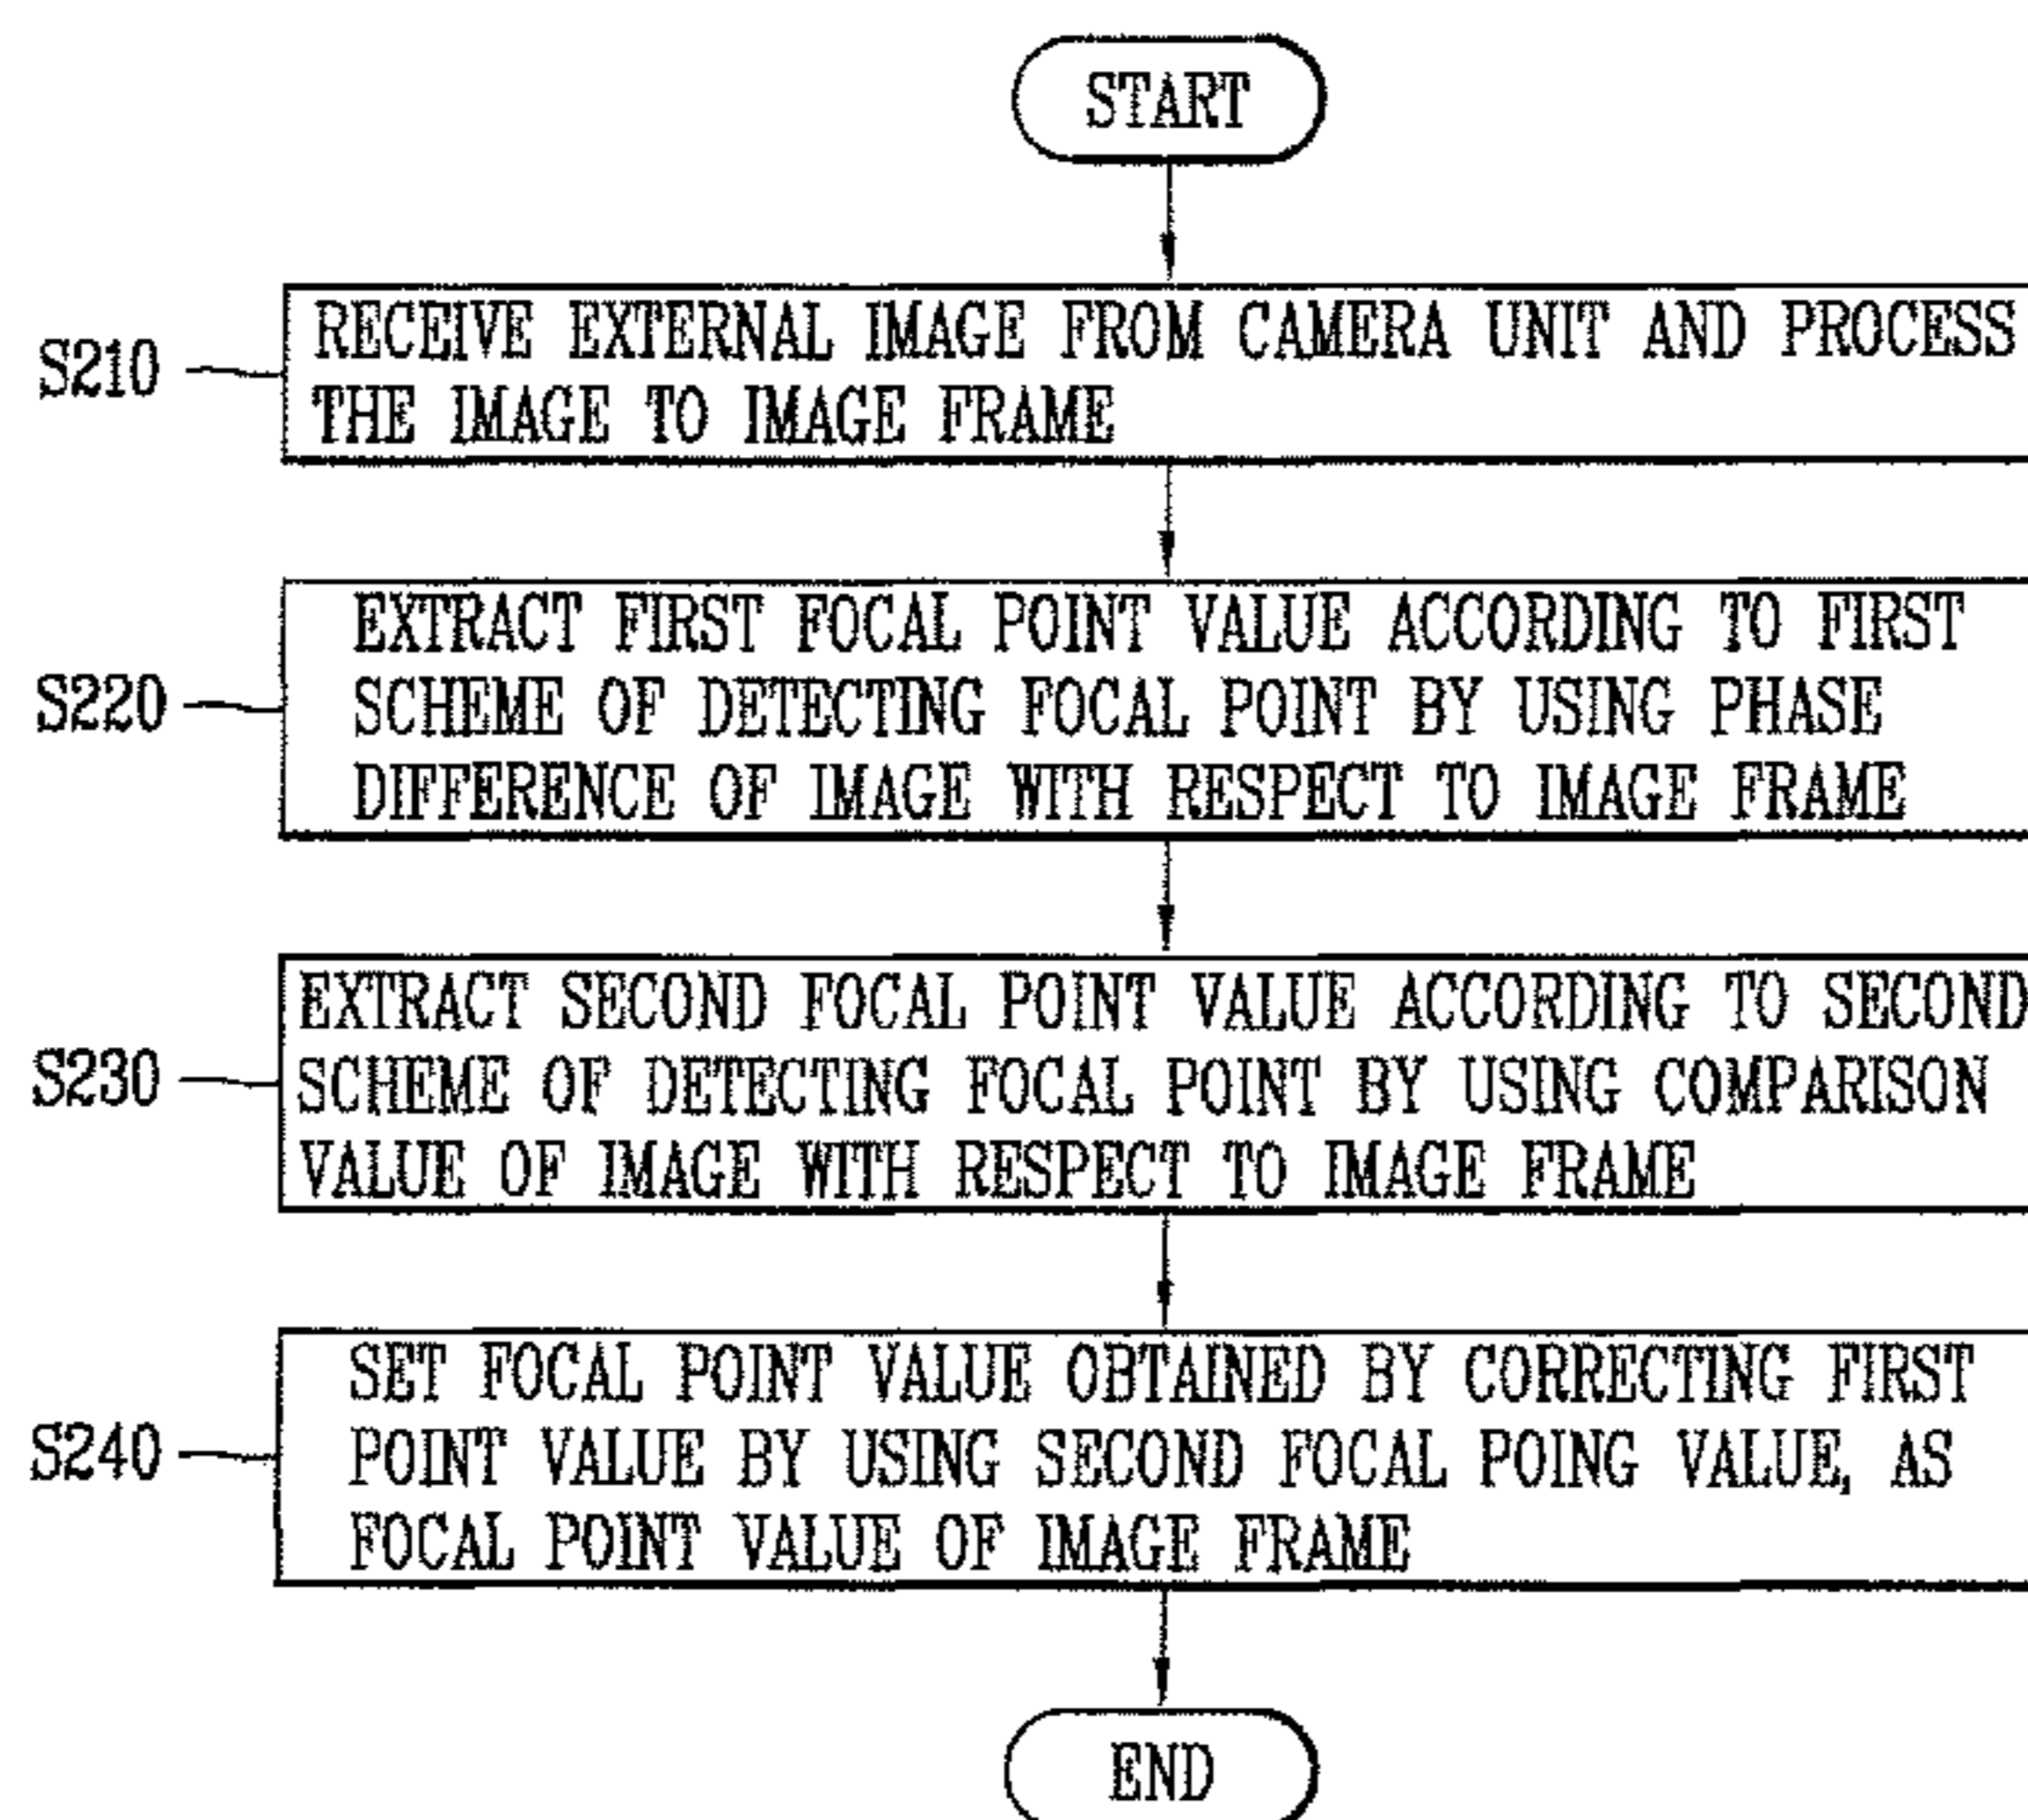 START
S210
RECEIVE EXTERNAL IMAGE FROM CAMERA UNIT AND PROCESS
THE IMAGE TO IMAGE FRAME
S220
EXTRACT FIRST FOCAL POINT VALUE ACCORDING TO FIRST
SCHEME OF DETECTING FOCAL POINT BY USING PHASE
DIFFERENCE OF IMAGE WITH RESPECT TO IMAGE FRAME
S230
EXTRACT SECOND FOCAL POINT VALUE ACCORDING TO SECOND
SCHEME OF DETECTING FOCAL POINT BY USING COMPARISON
VALUE OF IMAGE WITH RESPECT TO IMAGE FRAME
S240
SET FOCAL POINT VALUE OBTAINED BY CORRECTING FIRST
POINT VALUE BY USING SECOND FOCAL POING VALUE, AS
FOCAL POINT VALUE OF IMAGE FRAME
END